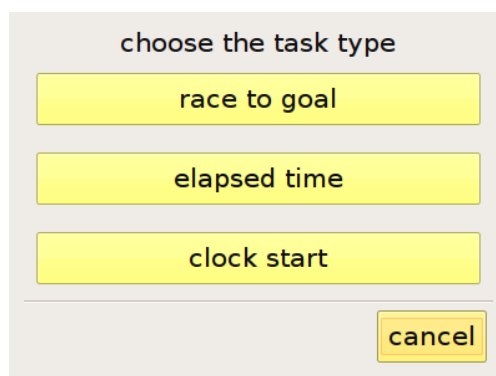 choose the task type
race to goal
elapsed time
clock start
cancel